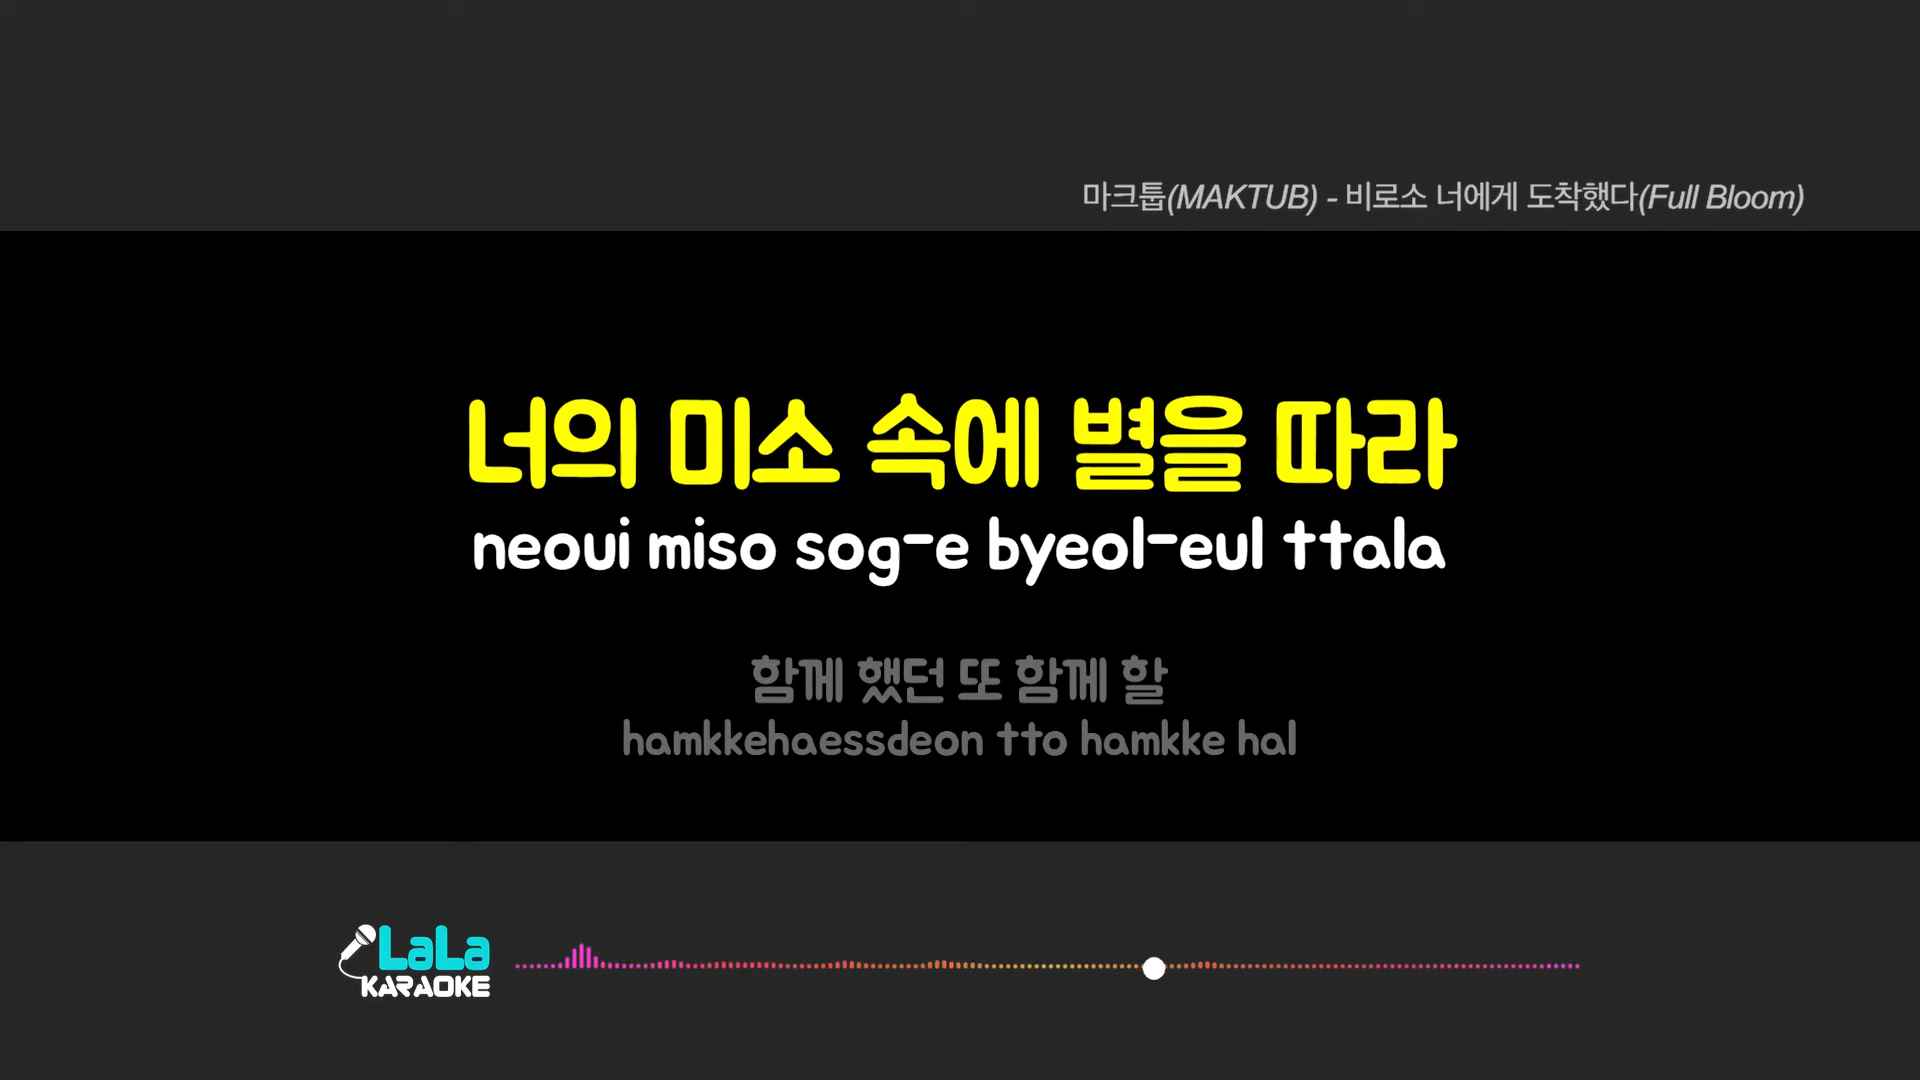 마크툽(MAKTUB) - 비로소 너에게 도착했다(Full Bloom)
너의 미소 속에 별을 따라
neoui miso sog-e byeol-eul ttala
함께 했던 또 함께 할
hamkkehaessdeon tto hamkke hal
LaLa
KARAOKE